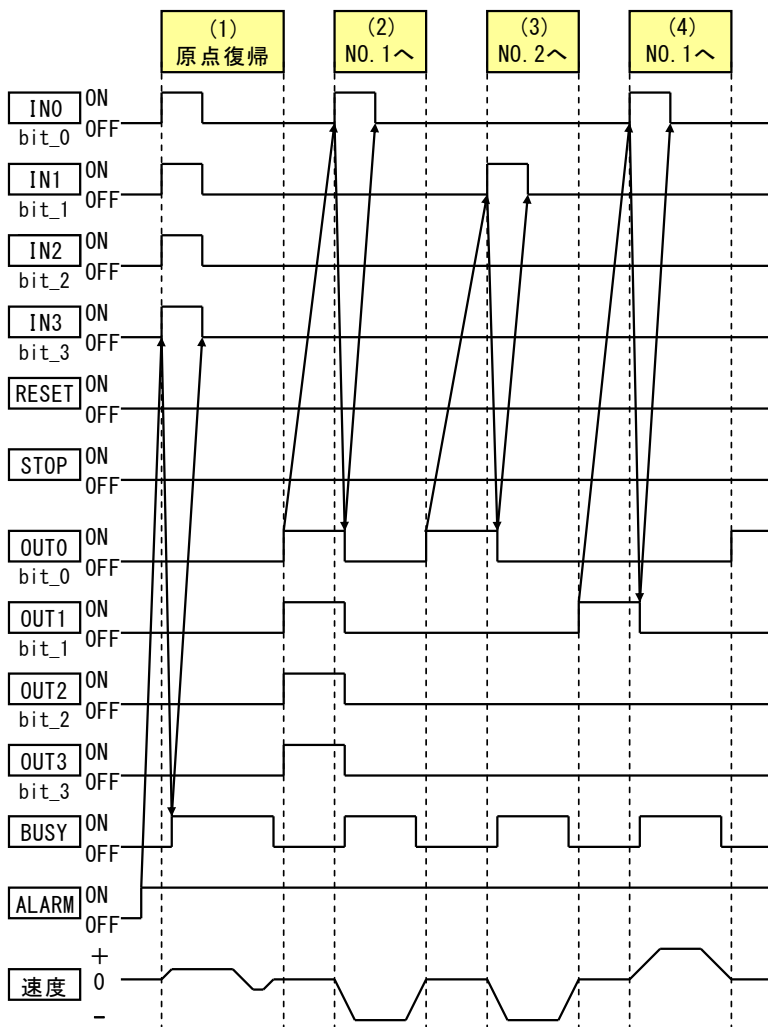 (1)
原点復帰
(2)
NO.1へ
(3)
NO.2へ
(4)
NO.1へ
IN0 ON
OFF
bit_0
IN1 ON
OFF
bit_1
IN2 ON
OFF
bit_2
IN3 ON
OFF
bit_3
RESET ON
OFF
STOP ON
OFF
OUT0 ON
OFF
bit_0
OUT1 ON
OFF
bit_1
OUT2 ON
OFF
bit_2
OUT3 ON
OFF
bit_3
BUSY ON
OFF
ALARM ON
OFF
+
速度 0
-